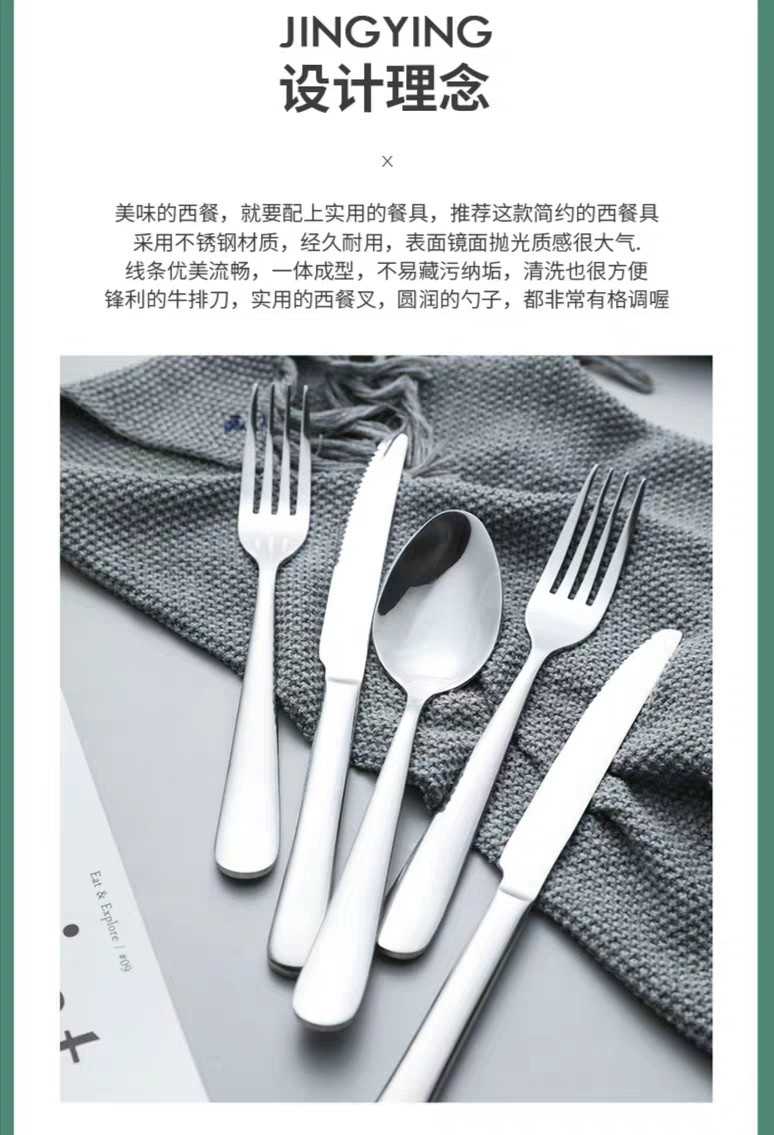 JINGYING
设计理念
x
美味的西餐，就要配上实用的餐具，推荐这款简约的西餐具
采用不锈钢材质，经久耐用，表面镜面抛光质感很大气.
线条优美流畅，一体成型，不易藏污纳垢，清洗也很方便
锋利的牛排刀，实用的西餐叉，圆润的勺子，都非常有格调喔
Eat & Explore / #09